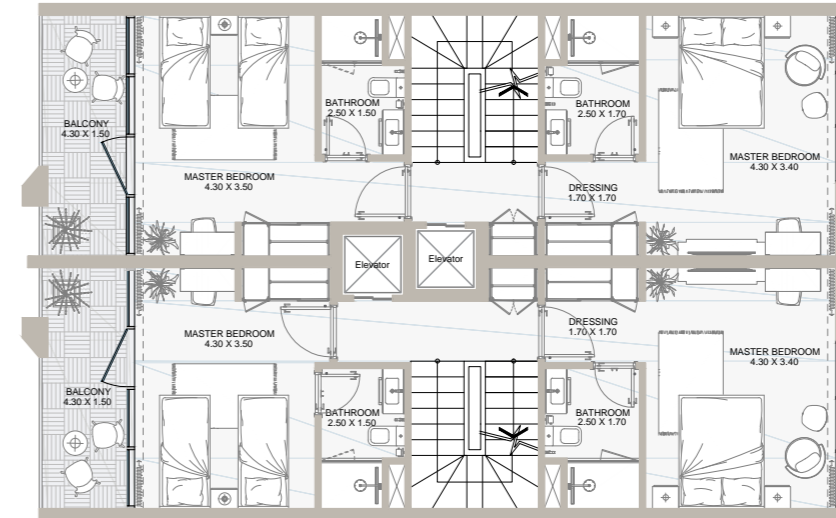 BATHROOM
2.50 X 1.50
BATHROOM
2.50 X 1.70
BALCONY
4.30 X 1.50
MASTER BEDROOM
4.30 X 3.50
DRESSING
1.70 X 1.70
MASTER BEDROOM
4.30 X 3.40
Elevator
Elevator
MASTER BEDROOM
4.30 X 3.50
DRESSING
1.70 X 1.70
MASTER BEDROOM
4.30 X 3.40
BALCONY
4.30 X 1.50
BATHROOM
2.50 X 1.50
BATHROOM
2.50 X 1.70